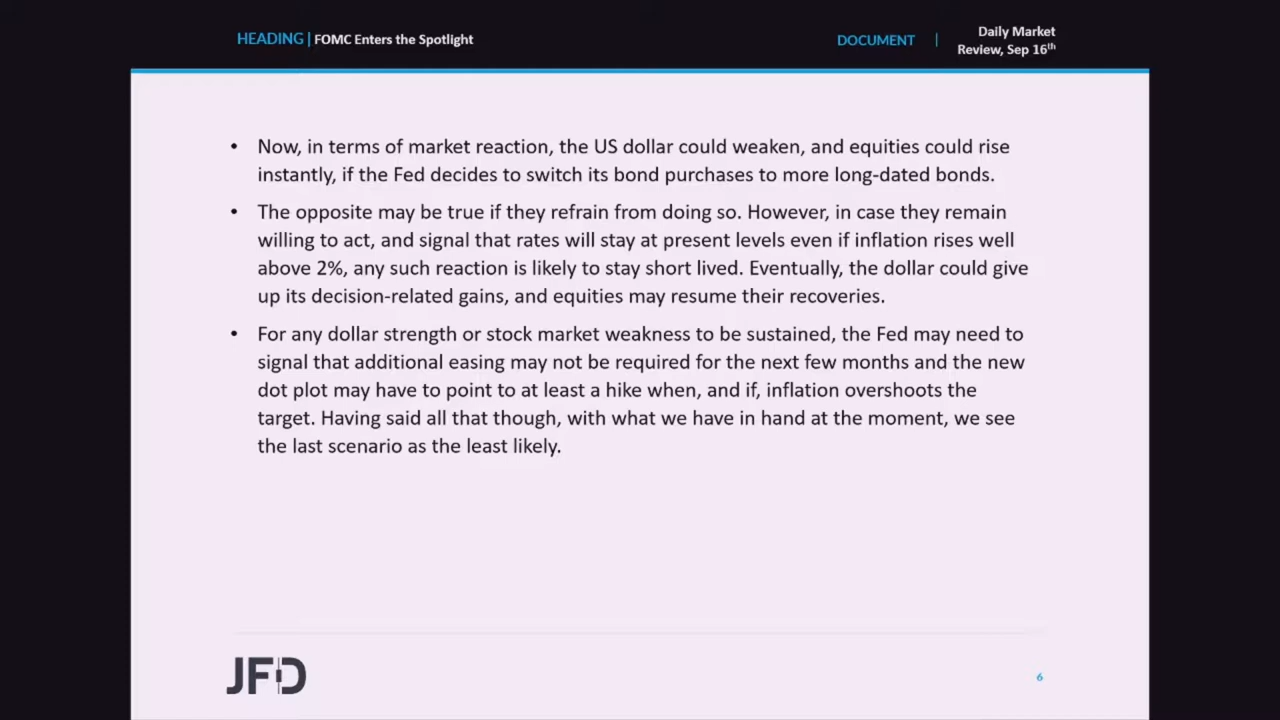 HEADING | FOMC Enters the Spotlight
DOCUMENT | Daily Market
Review, Sep 16th
• Now, in terms of market reaction, the US dollar could weaken, and equities could rise
instantly, if the Fed decides to switch its bond purchases to more long-dated bonds.
• The opposite may be true if they refrain from doing so. However, in case they remain
willing to act, and signal that rates will stay at present levels even if inflation rises well
above 2%, any such reaction is likely to stay short lived. Eventually, the dollar could give
up its decision-related gains, and equities may resume their recoveries.
• For any dollar strength or stock market weakness to be sustained, the Fed may need to
signal that additional easing may not be required for the next few months and the new
dot plot may have to point to at least a hike when, and if, inflation overshoots the
target. Having said all that though, with what we have in hand at the moment, we see
the last scenario as the least likely.
JFD
6